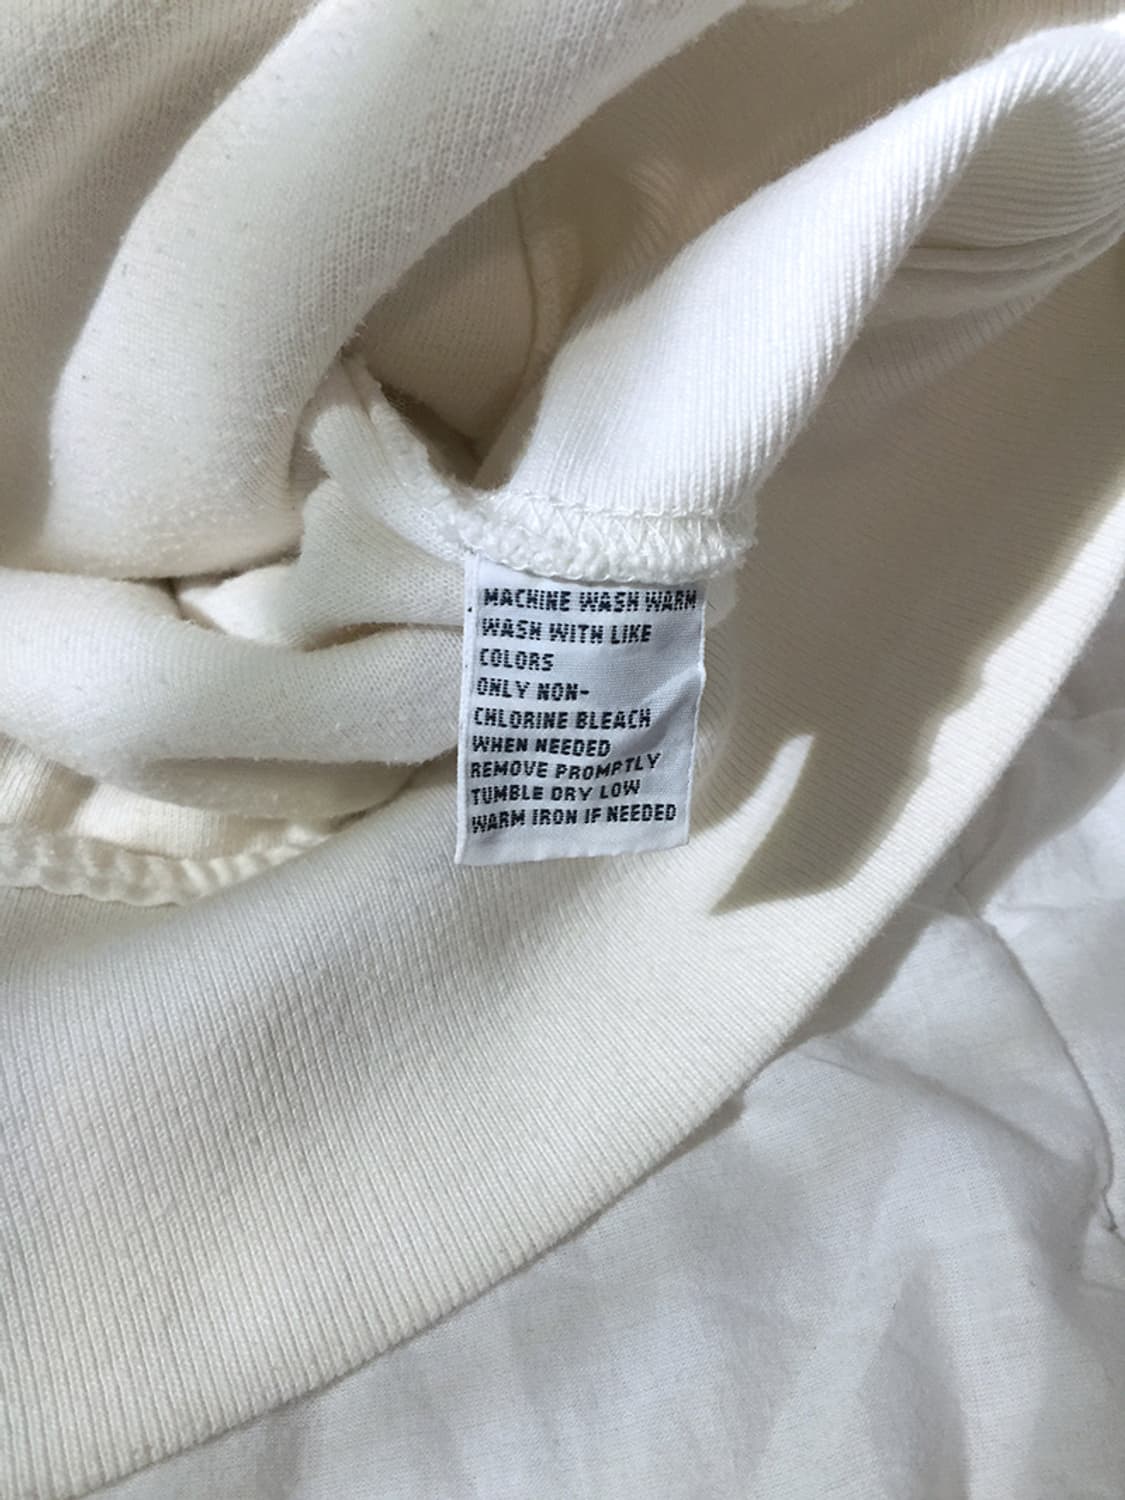 MACHINE WASH WARM
WASH WITH LIKE
COLORS
ONLY NON-
CHLORINE BLEACH
WHEN NEEDED
REMOVE PROMPTLY
TUMBLE DRY LOW
WARM IRON IF NEEDED